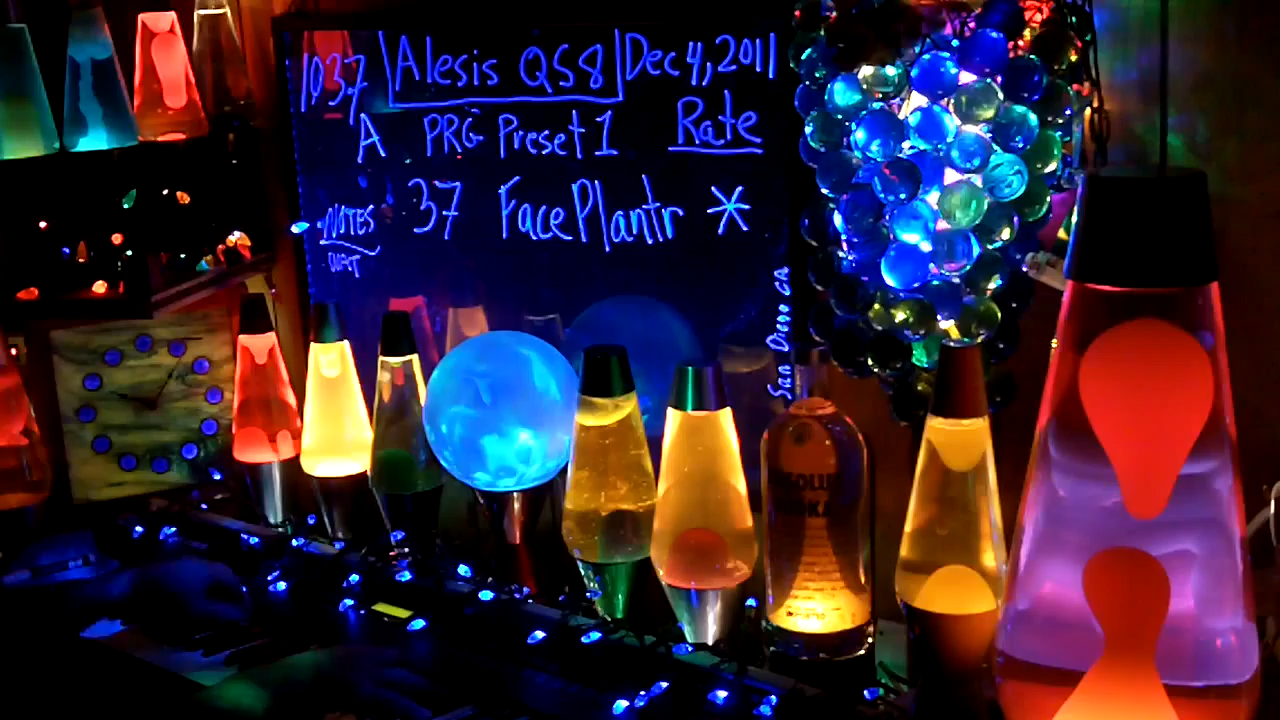 1037 Alesis QS8 Dec 4, 2011
A PRG Preset 1 Rate
37 FacePlantr *
NOTES
San Diego CA